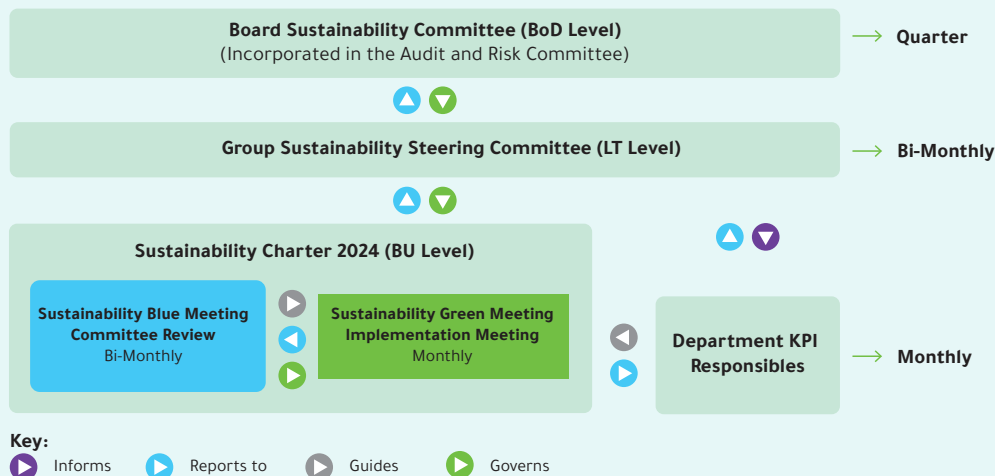 Board Sustainability Committee (BoD Level)
(Incorporated in the Audit and Risk Committee)
Quarter
Group Sustainability Steering Committee (LT Level)
Bi-Monthly
Sustainability Charter 2024 (BU Level)
Sustainability Blue Meeting
Committee Review
Bi-Monthly
Sustainability Green Meeting
Implementation Meeting
Monthly
Department KPI
Responsibles
Monthly
Key:
Informs
Reports to
Guides
Governs